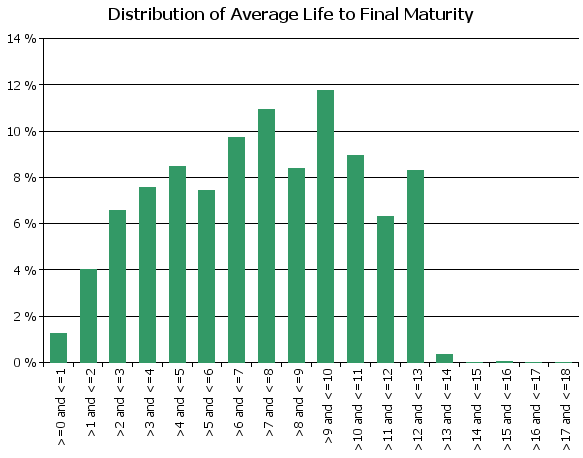 Distribution of Average Life to Final Maturity
14 %
12 %
10 %
8 %
6 %
4 %
2 %
0 %
>=0 and <=1
>1 and <=2
>2 and <=3
>3 and <=4
>4 and <=5
>5 and <=6
>6 and <=7
>7 and <=8
>8 and <=9
>9 and <=10
>10 and <=11
>11 and <=12
>12 and <=13
>13 and <=14
>14 and <=15
>15 and <=16
>16 and <=17
>17 and <=18